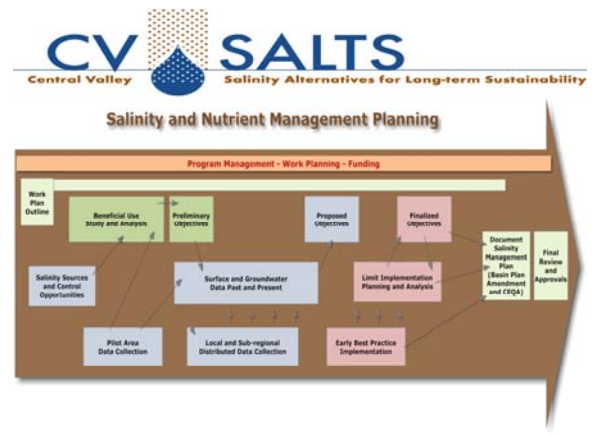 CV SALTS
Central Valley Salinity Alternatives for Long-term Sustainability
Salinity and Nutrient Management Planning
Program Management - Work Planning - Funding
Work
Plan
Outline
Beneficial Use
Study and Analysis
Preliminary
Objectives
Proposed
Objectives
Finalized
Objectives
Document
Salinity
Management
Plan
(Basin Plan
Amendment
and CEQA)
Final
Review
and
Approvals
Salinity Sources
and Control
Opportunities
Surface and Groundwater
Data Past and Present
Limit Implementation
Planning and Analysis
Pilot Area
Data Collection
Local and Sub-regional
Distributed Data Collection
Early Best Practice
Implementation